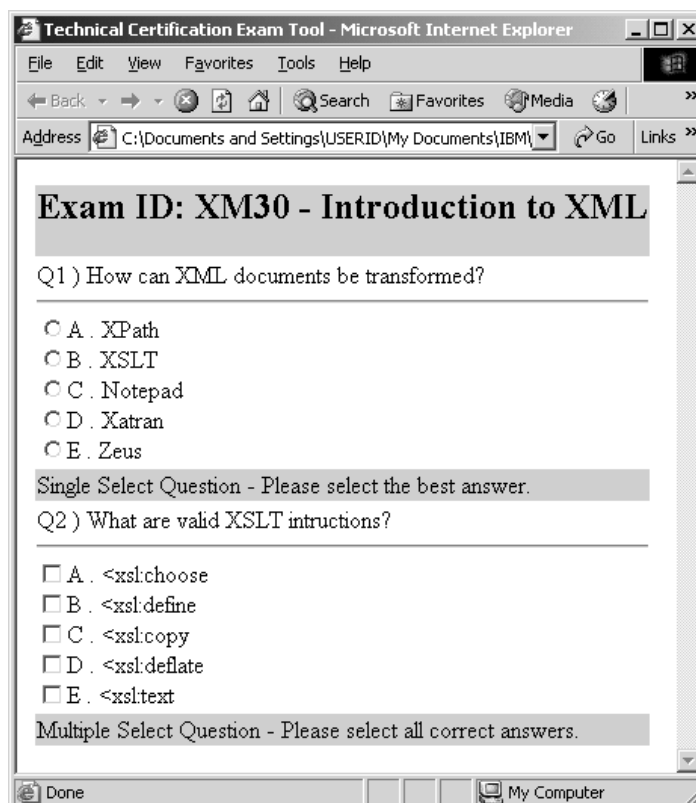 Technical Certification Exam Tool - Microsoft Internet Explorer
File Edit View Favorites Tools Help
Back Search Favorites Media »
Address C:\Documents and Settings\USERID\My Documents\IBM\ Go Links »
Exam ID: XM30 - Introduction to XML
Q1 ) How can XML documents be transformed?
A . XPath
B . XSLT
C . Notepad
D . Xatran
E . Zeus
Single Select Question - Please select the best answer.
Q2 ) What are valid XSLT intructions?
A . <xsl:choose
B . <xsl:define
C . <xsl:copy
D . <xsl:deflate
E . <xsl:text
Multiple Select Question - Please select all correct answers.
Done My Computer